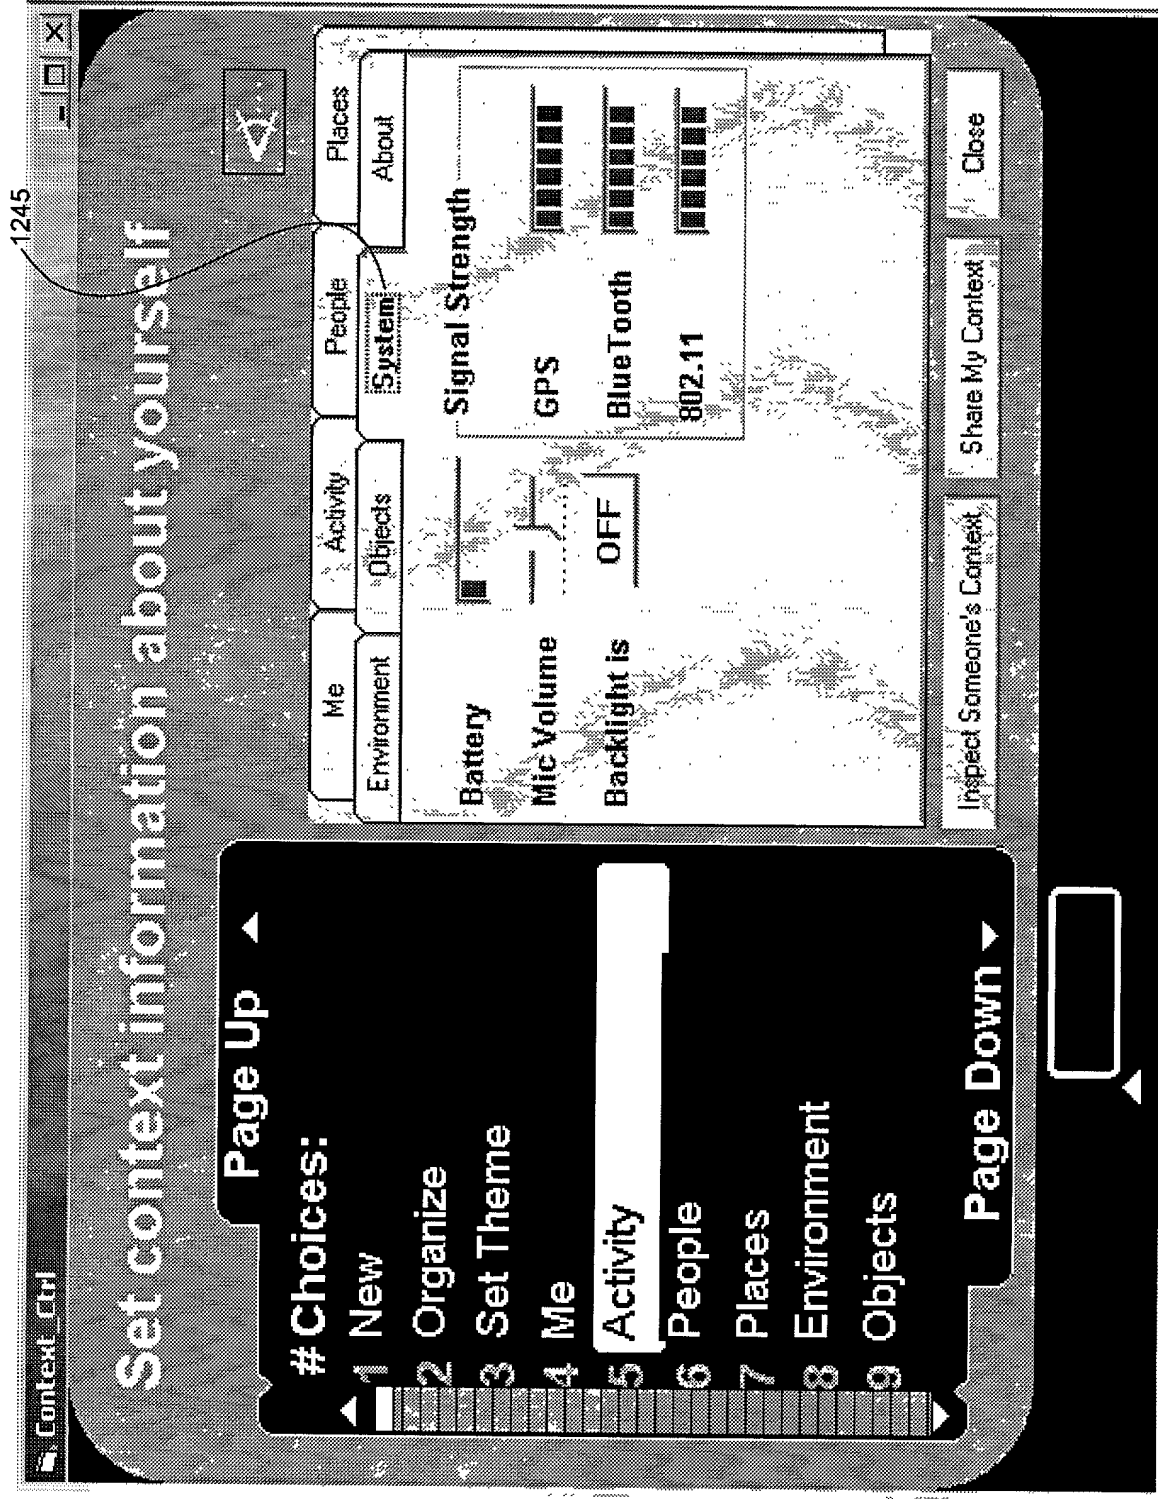 Context_ctrl
1245
Set context information about yourself
Page Up
# Choices:
1 New
2 Organize
3 Set Theme
4 Me
5 Activity
6 People
7 Places
8 Environment
9 Objects
Page Down
Me Activity People Places
Environment Objects System About
Battery
Mic Volume
Backlight is OFF
Signal Strength
GPS
BlueTooth
802.11
Inspect Someone's Context Share My Context Close